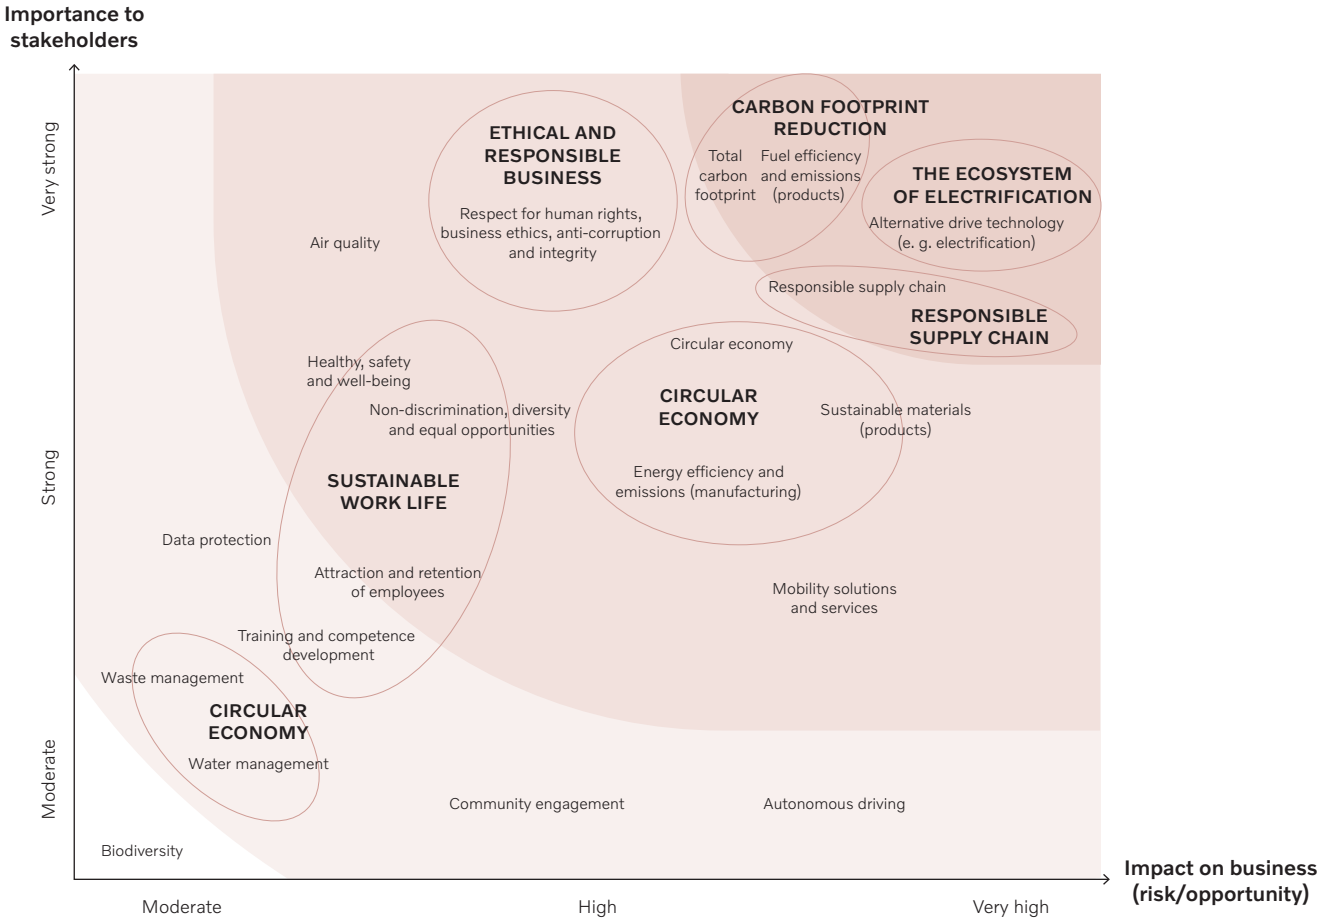 Importance to
stakeholders
Very strong
Strong
Moderate
ETHICAL AND
RESPONSIBLE
BUSINESS
Respect for human rights,
business ethics, anti-corruption
and integrity
CARBON FOOTPRINT
REDUCTION
Total
carbon
footprint
Fuel efficiency
and emissions
(products)
THE ECOSYSTEM
OF ELECTRIFICATION
Alternative drive technology
(e. g. electrification)
Air quality
Responsible supply chain
RESPONSIBLE
SUPPLY CHAIN
Healthy, safety
and well-being
Non-discrimination, diversity
and equal opportunities
SUSTAINABLE
WORK LIFE
Attraction and retention
of employees
Training and competence
development
Circular economy
CIRCULAR
ECONOMY
Sustainable materials
(products)
Energy efficiency and
emissions (manufacturing)
Data protection
Mobility solutions
and services
Waste management
CIRCULAR
ECONOMY
Water management
Community engagement
Autonomous driving
Biodiversity
Moderate
High
Very high
Impact on business
(risk/opportunity)